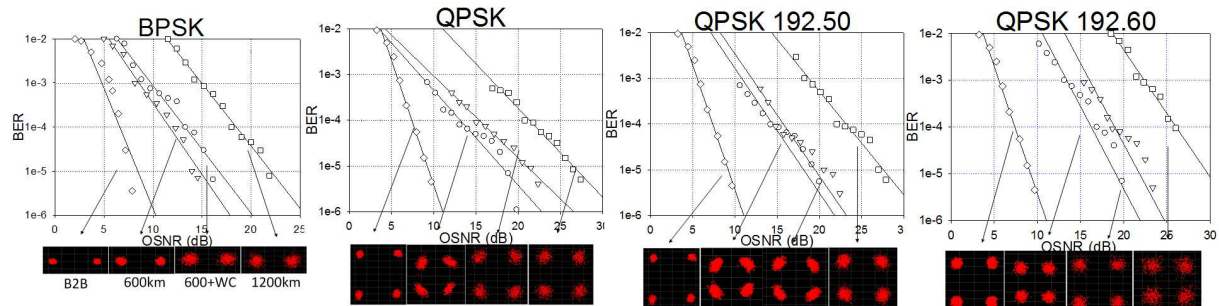 BPSK
1e-2
1e-3
BER
1e-4
1e-5
1e-6
0 5 10 15 20 25
OSNR (dB)
B2B 600km 600+WC 1200km
QPSK
1e-2
1e-3
BER
1e-4
1e-5
1e-6
0 5 10 15 20 25 30
OSNR (dB)
QPSK 192.50
1e-2
1e-3
BER
1e-4
1e-5
1e-6
0 5 10 15 20 25
OSNR (dB)
QPSK 192.60
1e-2
1e-3
BER
1e-4
1e-5
1e-6
0 5 10 15 20 25 30
OSNR (dB)